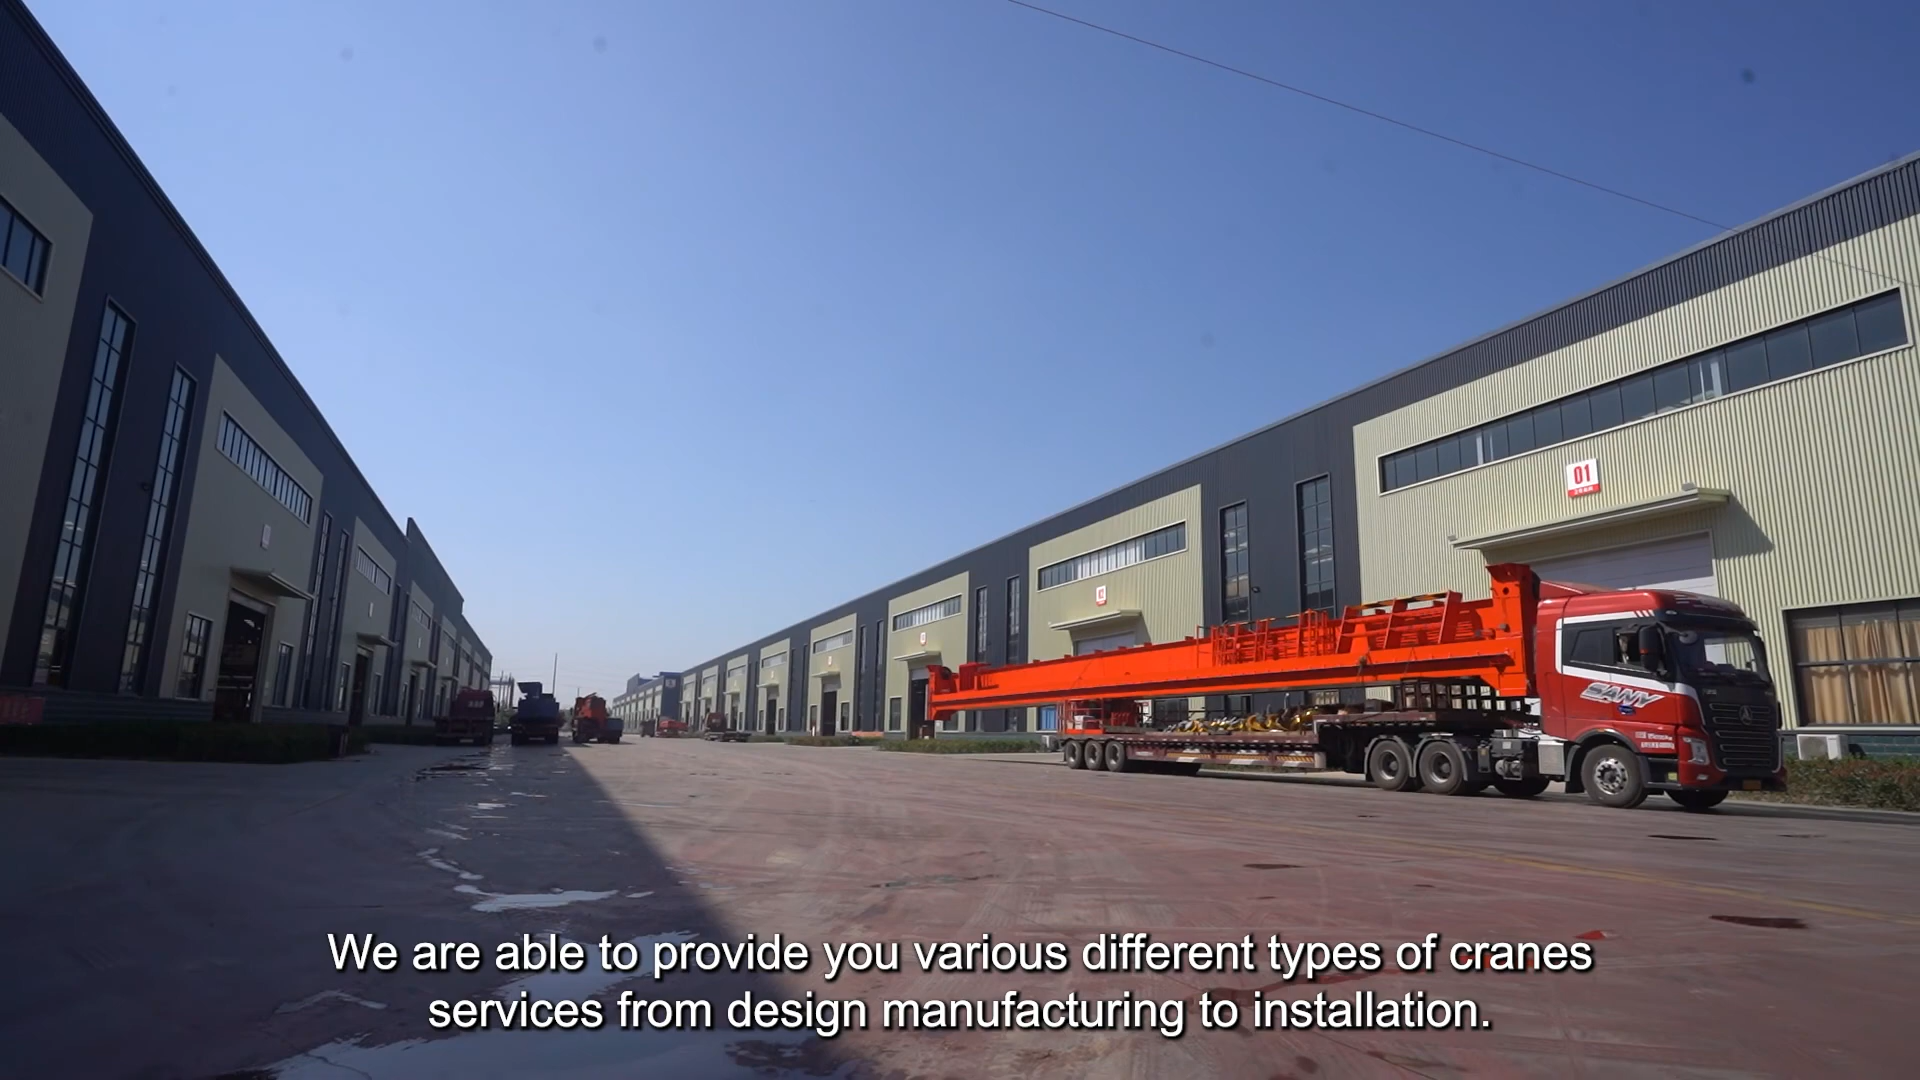 01
SANY
We are able to provide you various different types of cranes
services from design manufacturing to installation.